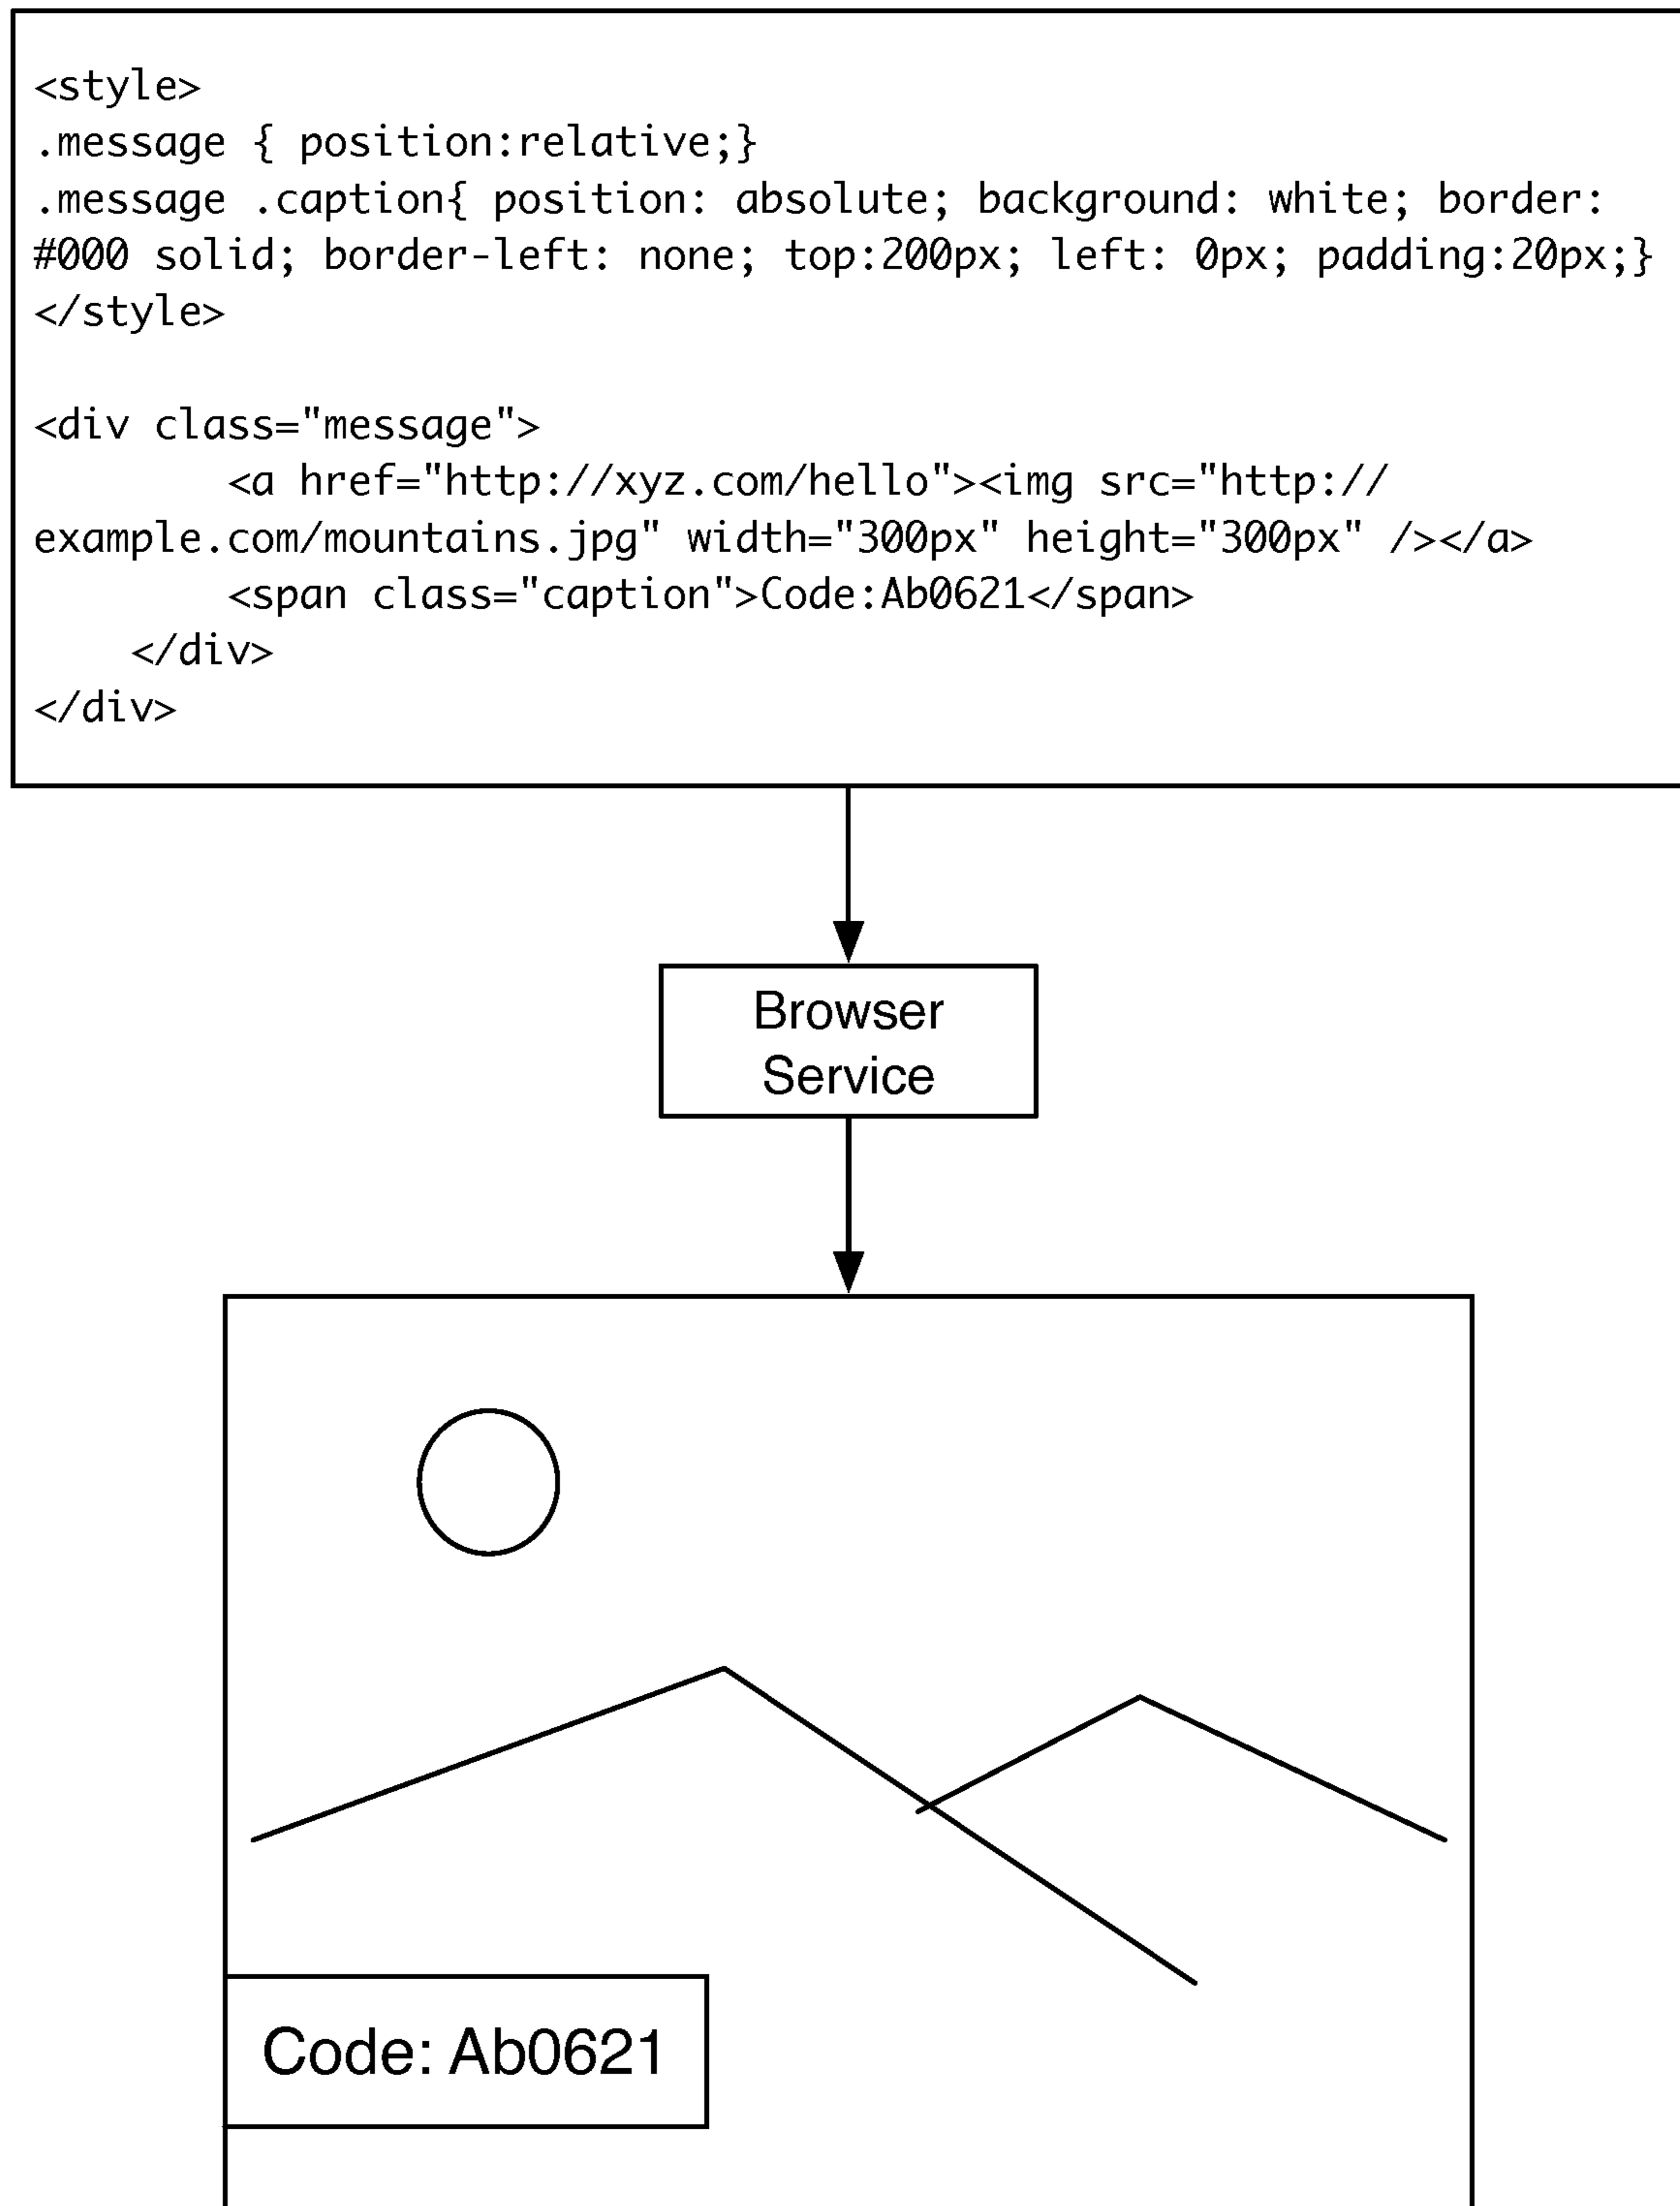 <style>
.message { position:relative;}
.message .caption{ position: absolute; background: white; border:
#000 solid; border-left: none; top:200px; left: 0px; padding:20px;}
</style>
<div class="message">
<a href="http://xyz.com/hello"><img src="http://
example.com/mountains.jpg" width="300px" height="300px" /></a>
<span class="caption">Code:Ab0621</span>
</div>
</div>
Browser
Service
Code: Ab0621